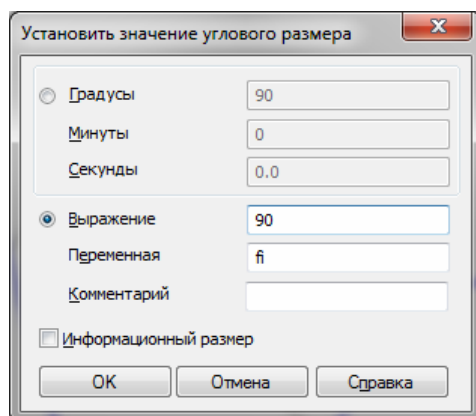 Установить значение углового размера
Градусы 90
Минуты 0
Секунды 0.0
Выражение 90
Переменная fi
Комментарий
Информационный размер
ОК Отмена Справка